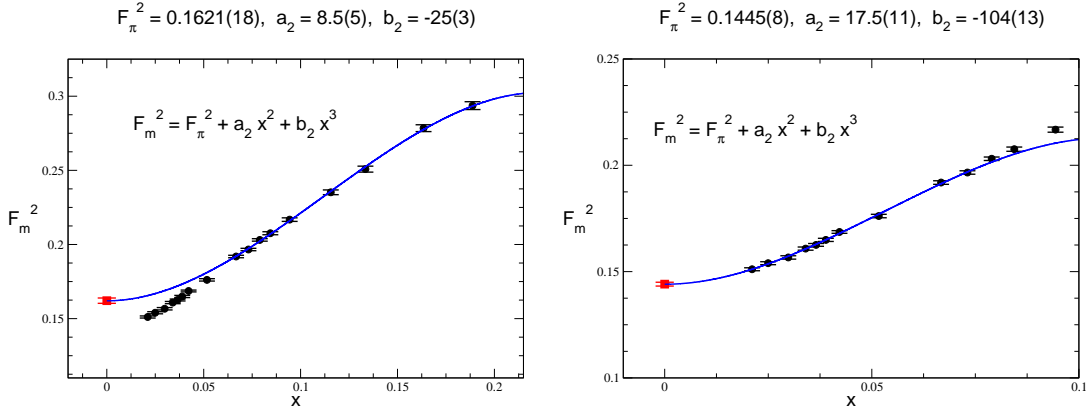 F_π^2 = 0.1621(18), a_2 = 8.5(5), b_2 = -25(3)
F_m^2 = F_π^2 + a_2 x^2 + b_2 x^3
F_m^2
0.3
0.25
0.2
0.15
0 0.05 0.1 0.15 0.2
x
F_π^2 = 0.1445(8), a_2 = 17.5(11), b_2 = -104(13)
F_m^2 = F_π^2 + a_2 x^2 + b_2 x^3
F_m^2
0.25
0.2
0.15
0.1
0 0.05 0.1
x